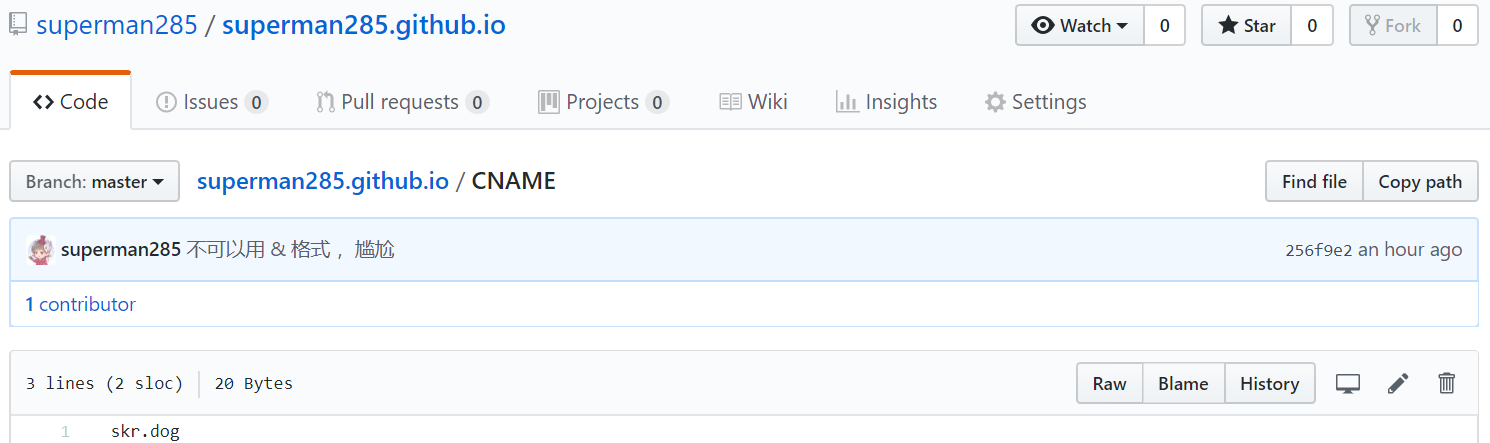 superman285 / superman285.github.io Watch 0 Star 0 Fork 0
Code Issues 0 Pull requests 0 Projects 0 Wiki Insights Settings
Branch: master superman285.github.io / CNAME Find file Copy path
superman285 不可以用 & 格式 ，尴尬 256f9e2 an hour ago
1 contributor
3 lines (2 sloc) 20 Bytes Raw Blame History
1 skr.dog